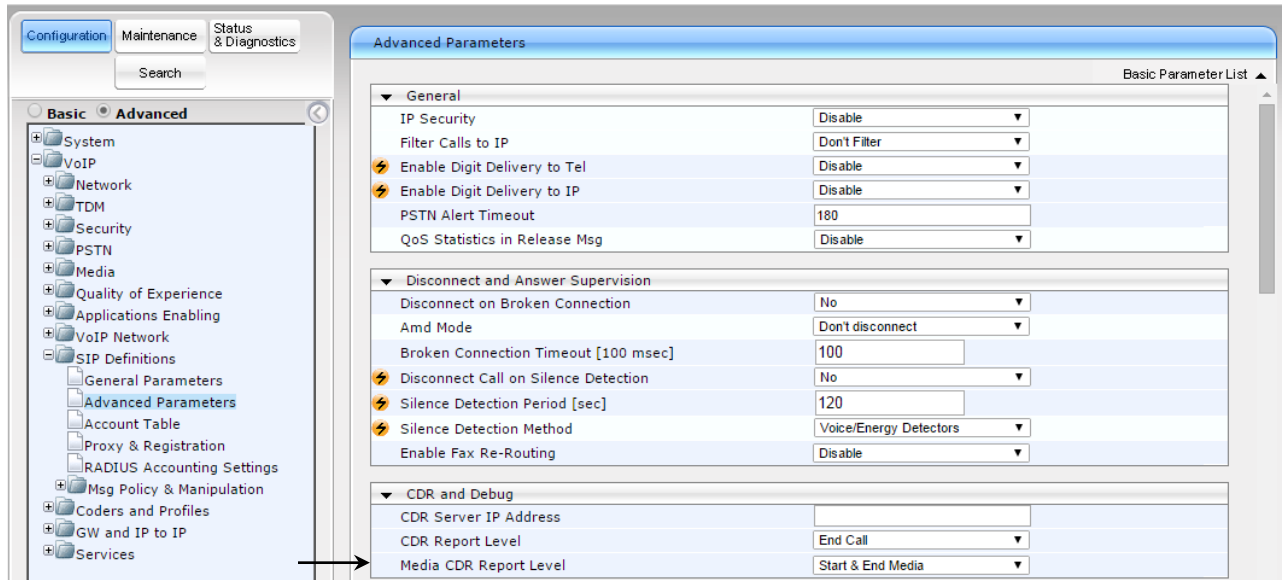 Configuration
Maintenance
Status
& Diagnostics
Search
Basic Advanced
System
VoIP
Network
TDM
Security
PSTN
Media
Quality of Experience
Applications Enabling
VoIP Network
SIP Definitions
General Parameters
Advanced Parameters
Account Table
Proxy & Registration
RADIUS Accounting Settings
Msg Policy & Manipulation
Coders and Profiles
GW and IP to IP
Services
Advanced Parameters
Basic Parameter List
General
IP Security Disable
Filter Calls to IP Don't Filter
Enable Digit Delivery to Tel Disable
Enable Digit Delivery to IP Disable
PSTN Alert Timeout 180
QoS Statistics in Release Msg Disable
Disconnect and Answer Supervision
Disconnect on Broken Connection No
Amd Mode Don't disconnect
Broken Connection Timeout [100 msec] 100
Disconnect Call on Silence Detection No
Silence Detection Period [sec] 120
Silence Detection Method Voice/Energy Detectors
Enable Fax Re-Routing Disable
CDR and Debug
CDR Server IP Address
CDR Report Level End Call
Media CDR Report Level Start & End Media